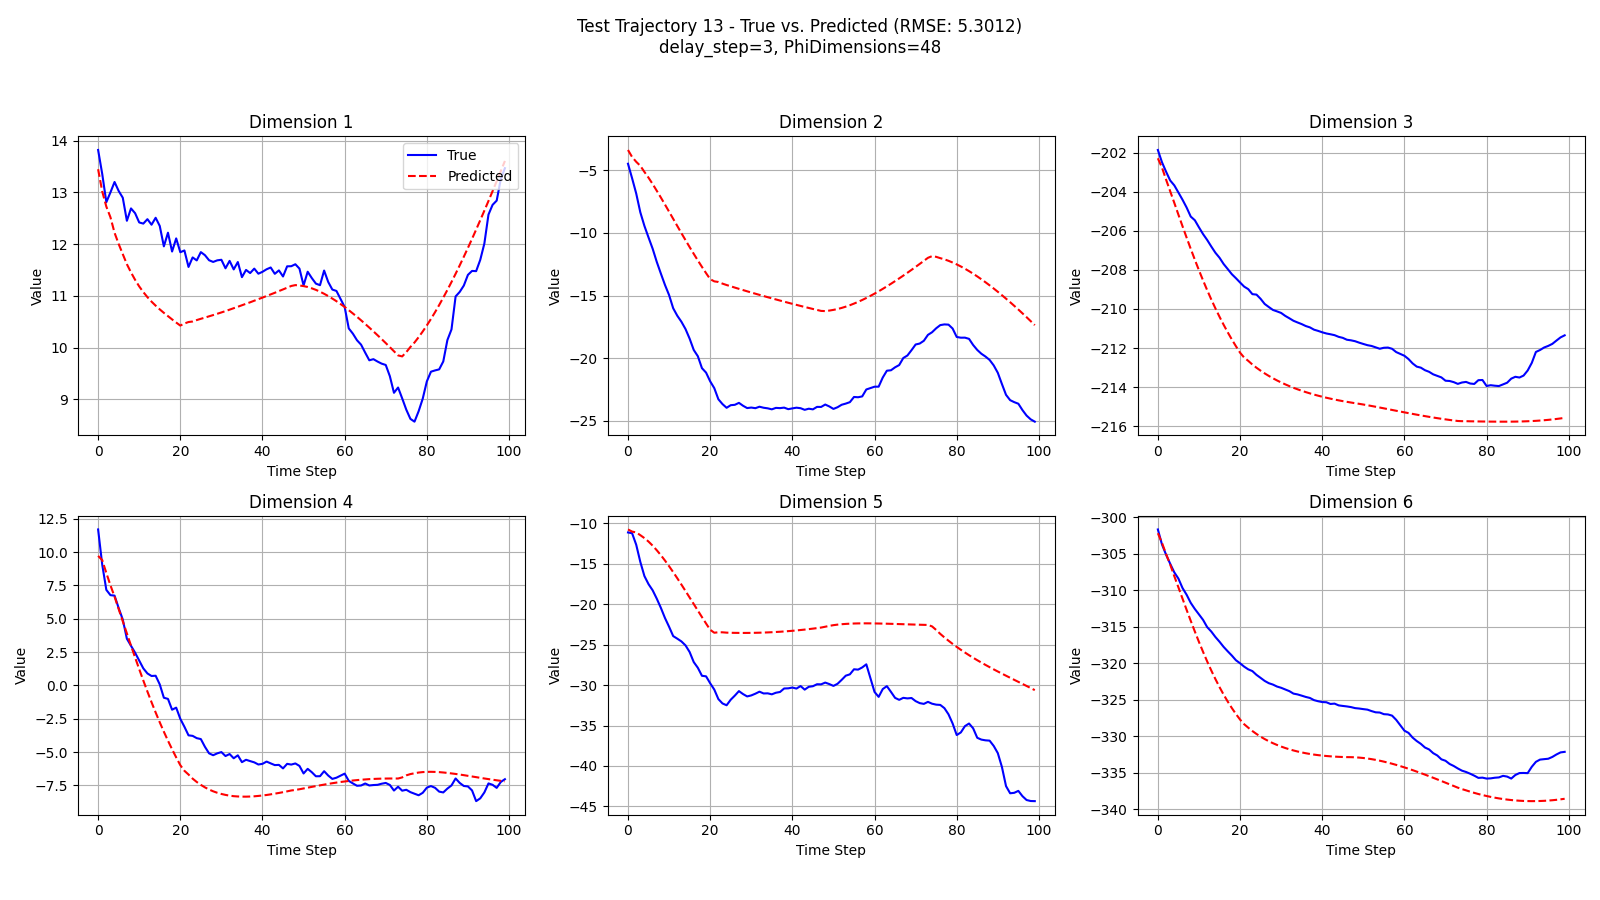 Test Trajectory 13 - True vs. Predicted (RMSE: 5.3012)
delay_step=3, PhiDimensions=48
Dimension 1
14
13
12
11
10
9
Value
0 20 40 60 80 100
Time Step
True
Predicted
Dimension 2
−5
−10
−15
−20
−25
Value
0 20 40 60 80 100
Time Step
Dimension 3
−202
−204
−206
−208
−210
−212
−214
−216
Value
0 20 40 60 80 100
Time Step
Dimension 4
12.5
10.0
7.5
5.0
2.5
0.0
−2.5
−5.0
−7.5
Value
0 20 40 60 80 100
Time Step
Dimension 5
−10
−15
−20
−25
−30
−35
−40
−45
Value
0 20 40 60 80 100
Time Step
Dimension 6
−300
−305
−310
−315
−320
−325
−330
−335
−340
Value
0 20 40 60 80 100
Time Step